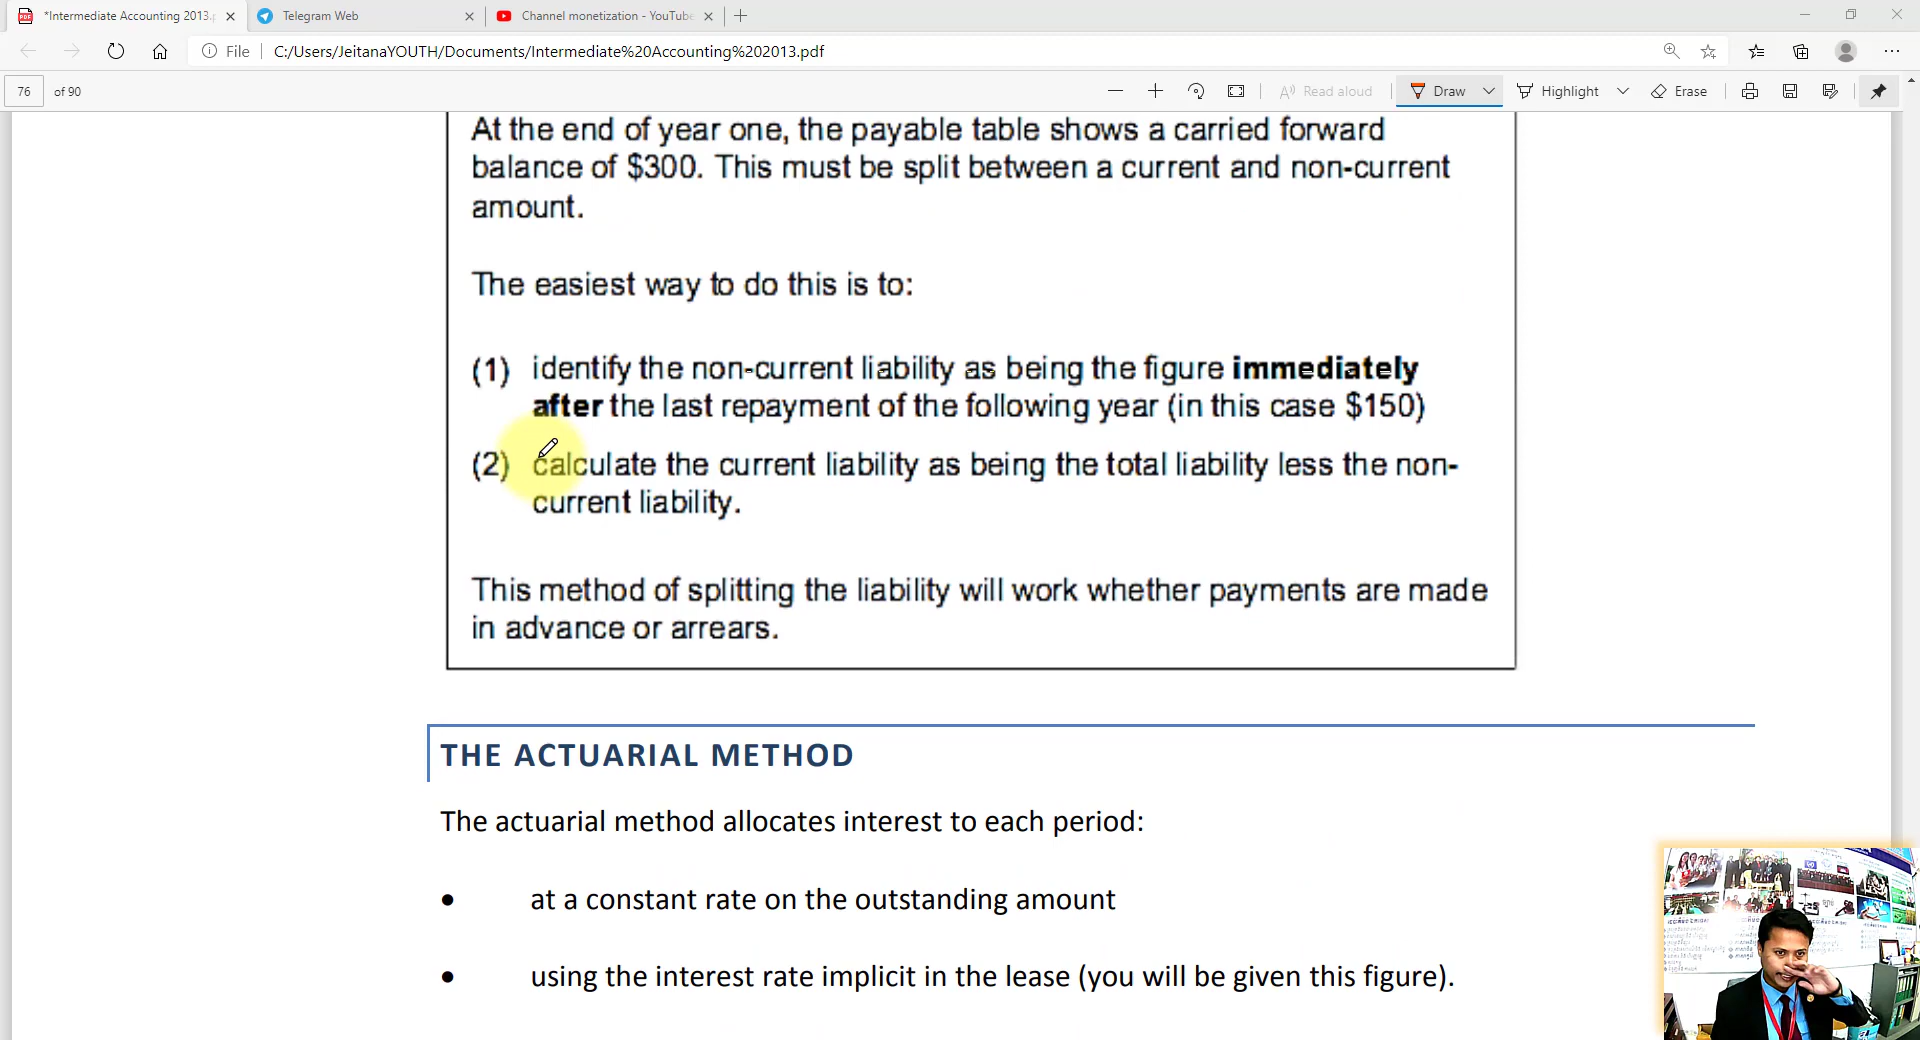 *Intermediate Accounting 2013.p
Telegram Web
Channel monetization - YouTube
File
C:/Users/JeitanaYOUTH/Documents/Intermediate%20Accounting%202013.pdf
76 of 90
Read aloud
Draw
Highlight
Erase
At the end of year one, the payable table shows a carried forward
balance of $300. This must be split between a current and non-current
amount.
The easiest way to do this is to:
(1) identify the non-current liability as being the figure immediately
after the last repayment of the following year (in this case $150)
(2) calculate the current liability as being the total liability less the non-
current liability.
This method of splitting the liability will work whether payments are made
in advance or arrears.
THE ACTUARIAL METHOD
The actuarial method allocates interest to each period:
• at a constant rate on the outstanding amount
• using the interest rate implicit in the lease (you will be given this figure).